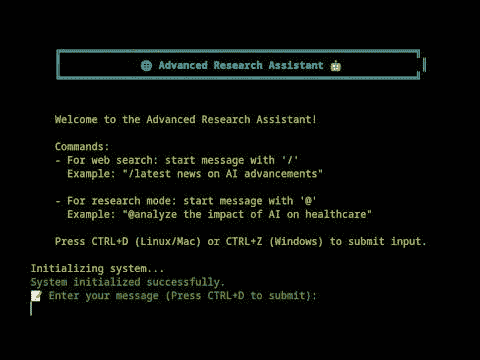 🌐 Advanced Research Assistant 🤖
Welcome to the Advanced Research Assistant!
Commands:
- For web search: start message with '/'
Example: "/latest news on AI advancements"
- For research mode: start message with '@'
Example: "@analyze the impact of AI on healthcare"
Press CTRL+D (Linux/Mac) or CTRL+Z (Windows) to submit input.
Initializing system...
System initialized successfully.
📝 Enter your message (Press CTRL+D to submit):